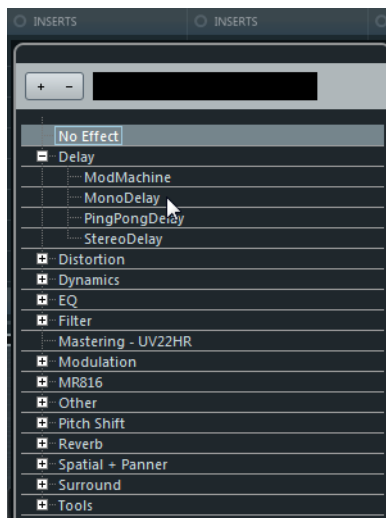 INSERTS INSERTS
+ -
No Effect
Delay
ModMachine
MonoDelay
PingPongDelay
StereoDelay
Distortion
Dynamics
EQ
Filter
Mastering - UV22HR
Modulation
MR816
Other
Pitch Shift
Reverb
Spatial + Panner
Surround
Tools